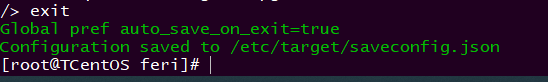 /> exit
Global pref auto_save_on_exit=true
Configuration saved to /etc/target/saveconfig.json
[root@TCentOS feri]#